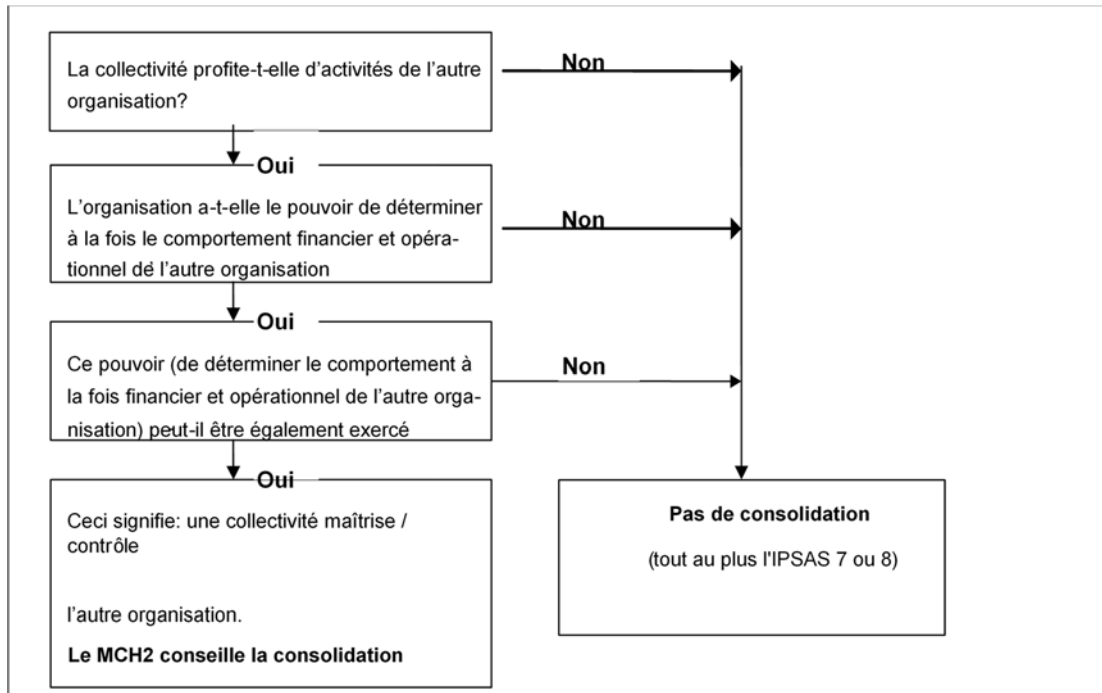 La collectivité profite-t-elle d'activités de l'autre
organisation?
Non
Oui
L'organisation a-t-elle le pouvoir de déterminer
à la fois le comportement financier et opéra-
tionnel de l'autre organisation
Non
Oui
Ce pouvoir (de déterminer le comportement à
la fois financier et opérationnel de l'autre orga-
nisation) peut-il être également exercé
Non
Oui
Ceci signifie: une collectivité maîtrise /
contrôle
l'autre organisation.
Le MCH2 conseille la consolidation
Pas de consolidation
(tout au plus l'IPSAS 7 ou 8)